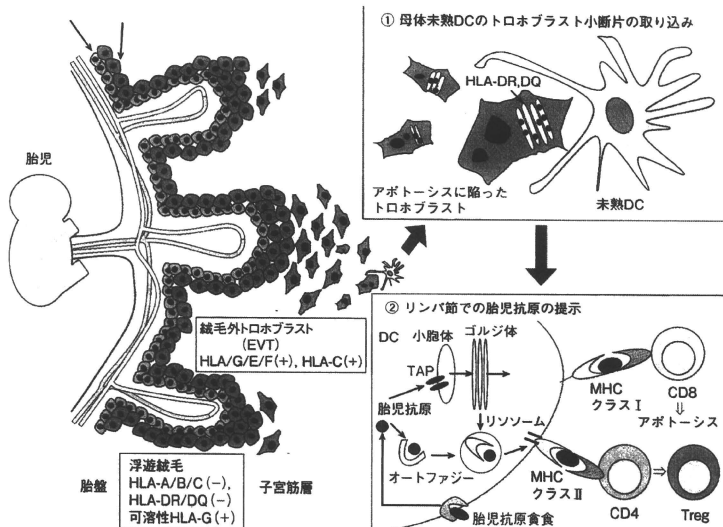 胎児
絨毛外トロホブラスト
(EVT)
HLA/G/E/F(+), HLA-C(+)
胎盤
浮遊絨毛
HLA-A/B/C(-),
HLA-DR/DQ(-)
可溶性HLA-G(+)
子宮筋層
① 母体未熟DCのトロホブラスト小断片の取り込み
HLA-DR,DQ
アポトーシスに陥った
トロホブラスト
未熟DC
② リンパ節での胎児抗原の提示
DC
小胞体
ゴルジ体
TAP
胎児抗原
リソソーム
オートファジー
胎児抗原貪食
MHC
クラスⅠ
CD8
⇓
アポトーシス
MHC
クラスⅡ
CD4
⇒
Treg